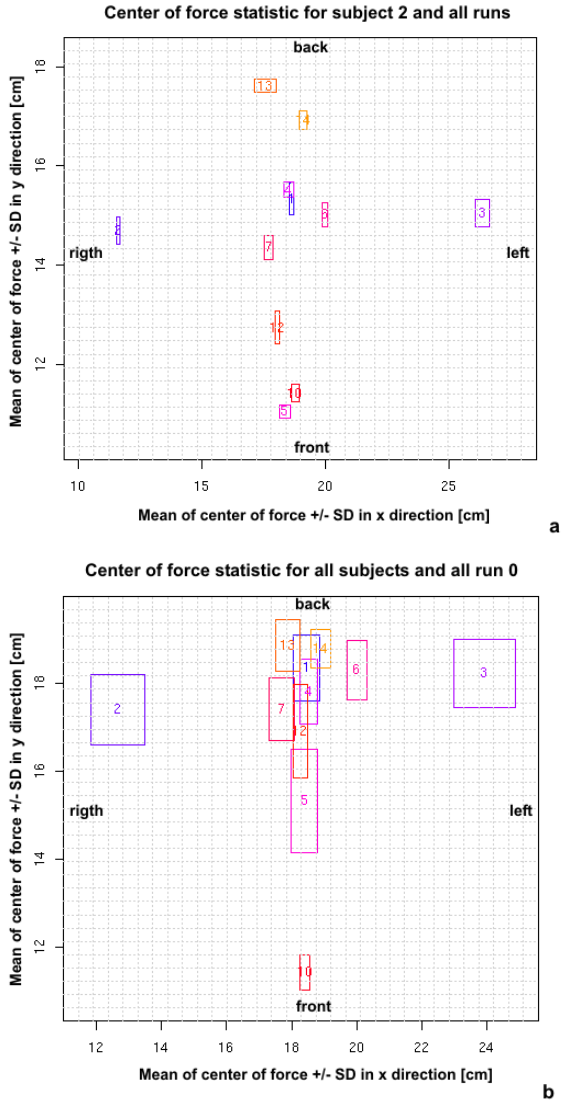 Center of force statistic for subject 2 and all runs
back
Mean of center of force +/- SD in y direction [cm]
18
16
14
12
13
14
4
1
6
3
2
7
rigth
left
12
10
5
front
10
15
20
25
Mean of center of force +/- SD in x direction [cm]
a
Center of force statistic for all subjects and all run 0
back
Mean of center of force +/- SD in y direction [cm]
18
16
14
12
13
14
1
6
3
4
2
7
12
5
rigth
left
10
front
12
14
16
18
20
22
24
Mean of center of force +/- SD in x direction [cm]
b